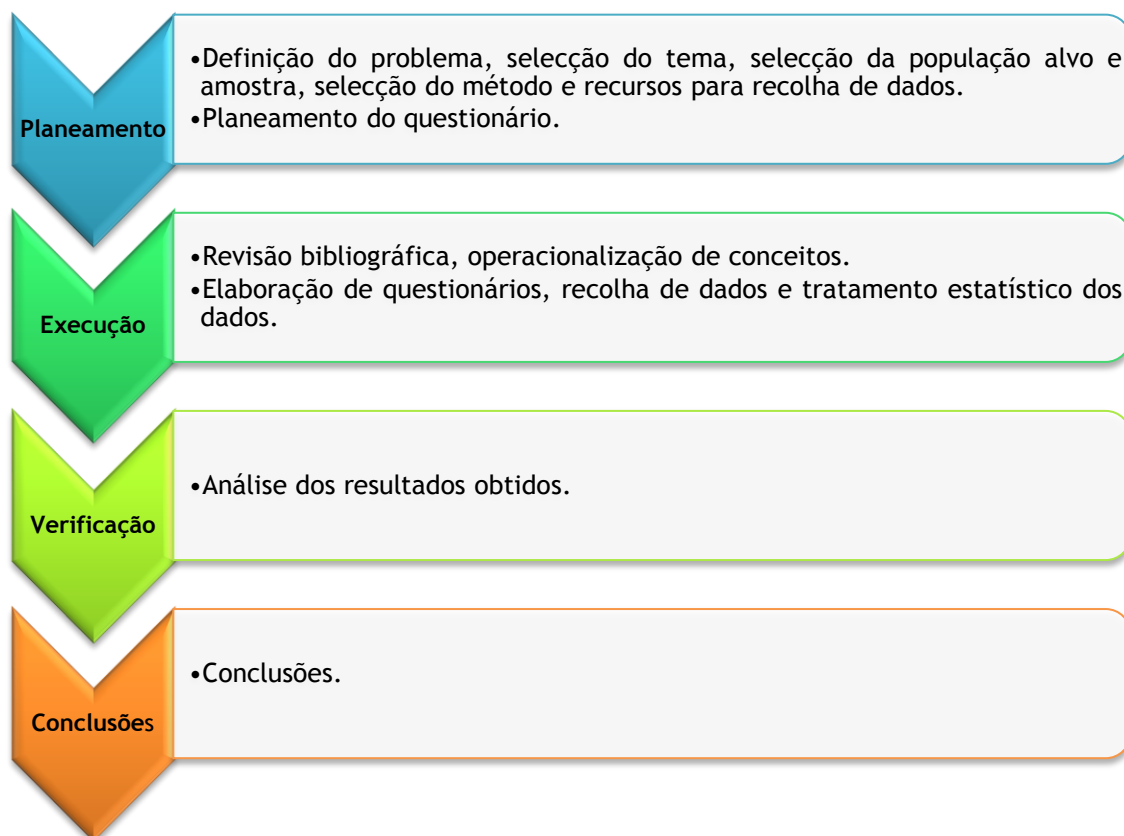 Planeamento
•Definição do problema, selecção do tema, selecção da população alvo e
amostra, selecção do método e recursos para recolha de dados.
•Planeamento do questionário.
Execução
•Revisão bibliográfica, operacionalização de conceitos.
•Elaboração de questionários, recolha de dados e tratamento estatístico dos
dados.
Verificação
•Análise dos resultados obtidos.
Conclusões
•Conclusões.